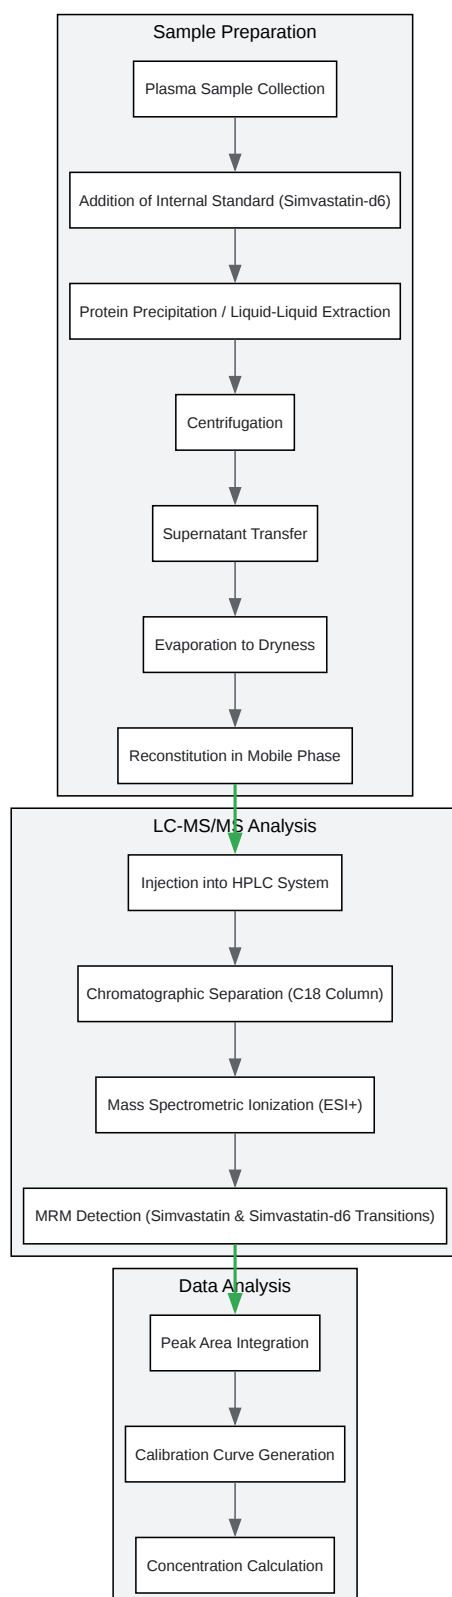 Sample Preparation
Plasma Sample Collection
Addition of Internal Standard (Simvastatin-d6)
Protein Precipitation / Liquid-Liquid Extraction
Centrifugation
Supernatant Transfer
Evaporation to Dryness
Reconstitution in Mobile Phase
LC-MS/MS Analysis
Injection into HPLC System
Chromatographic Separation (C18 Column)
Mass Spectrometric Ionization (ESI+)
MRM Detection (Simvastatin & Simvastatin-d6 Transitions)
Data Analysis
Peak Area Integration
Calibration Curve Generation
Concentration Calculation